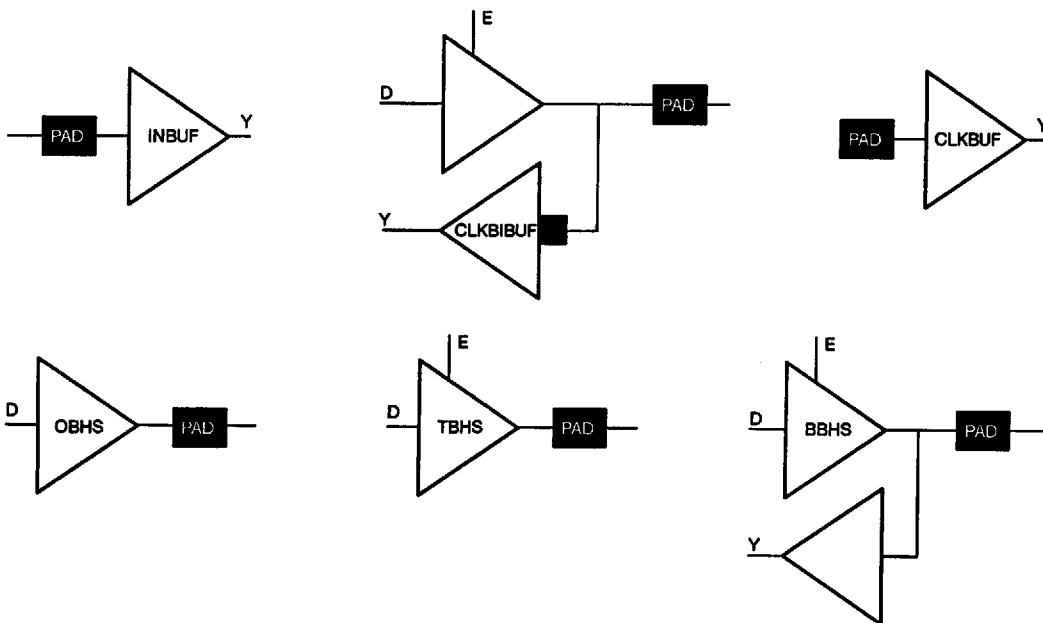 PAD INBUF Y
E
D PAD
Y CLKBIBUF
PAD CLKBUF Y
D OBHS PAD
E
D TBHS PAD
E
D BBHS PAD
Y